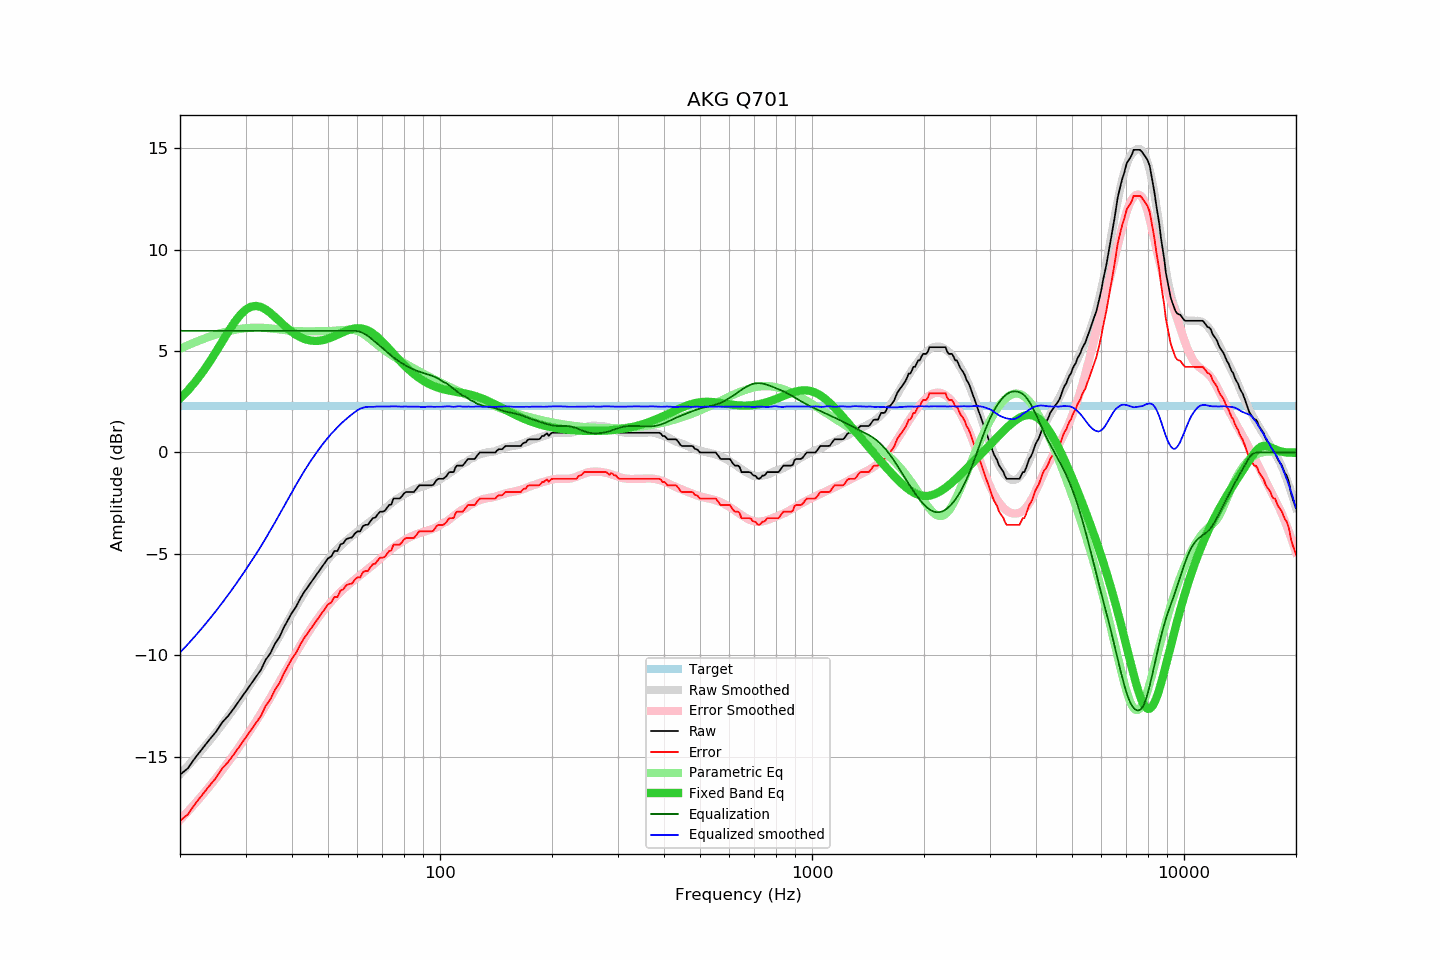 AKG Q701
15
10
5
0
−5
−10
−15
Amplitude (dBr)
Target
Raw Smoothed
Error Smoothed
Raw
Error
Parametric Eq
Fixed Band Eq
Equalization
Equalized smoothed
100
1000
10000
Frequency (Hz)